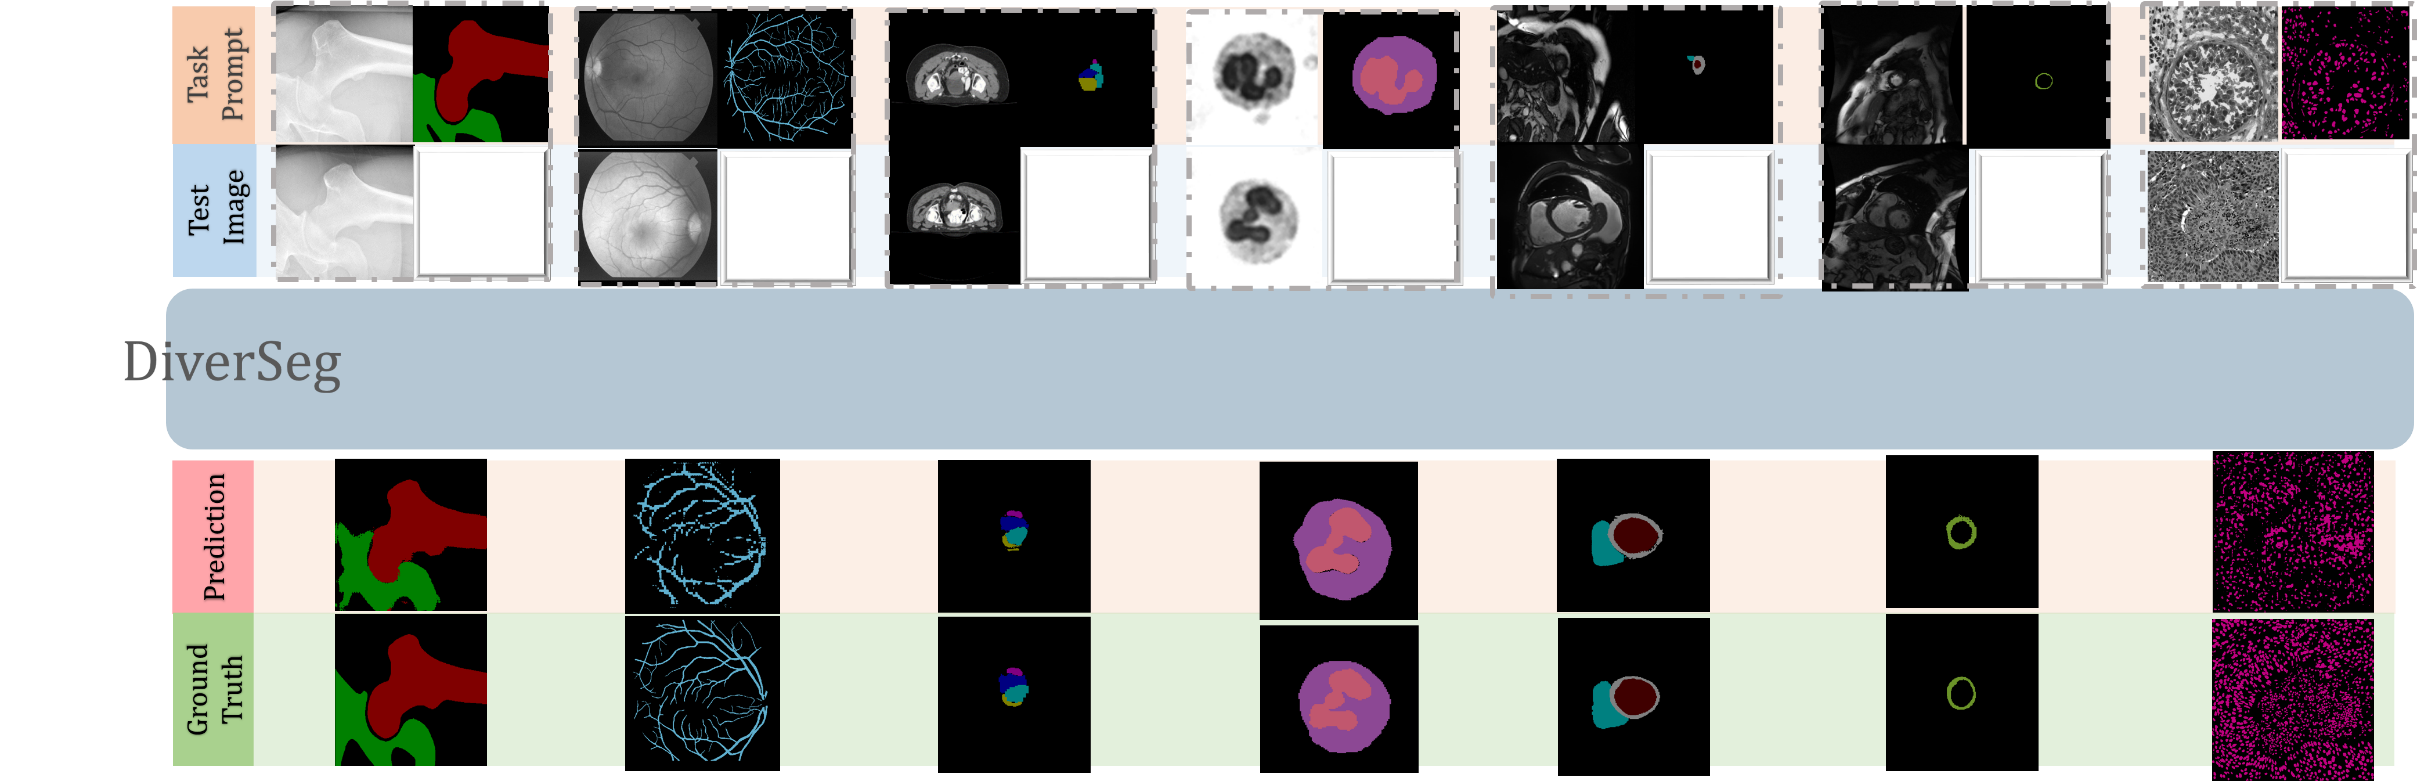 Task
Prompt
Test
Image
DiverSeg
Prediction
Ground
Truth